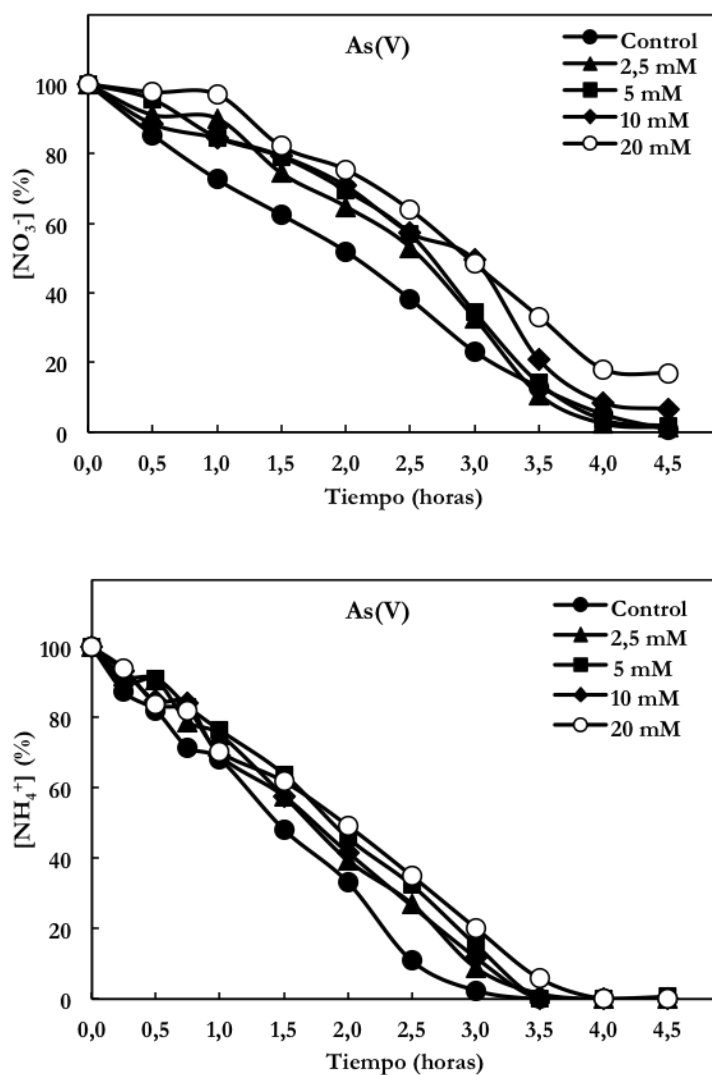 As(V)
Control
2,5 mM
5 mM
10 mM
20 mM
[NO₃⁻] (%)
100
80
60
40
20
0
0,0 0,5 1,0 1,5 2,0 2,5 3,0 3,5 4,0 4,5
Tiempo (horas)
As(V)
Control
2,5 mM
5 mM
10 mM
20 mM
[NH₄⁺] (%)
100
80
60
40
20
0
0,0 0,5 1,0 1,5 2,0 2,5 3,0 3,5 4,0 4,5
Tiempo (horas)